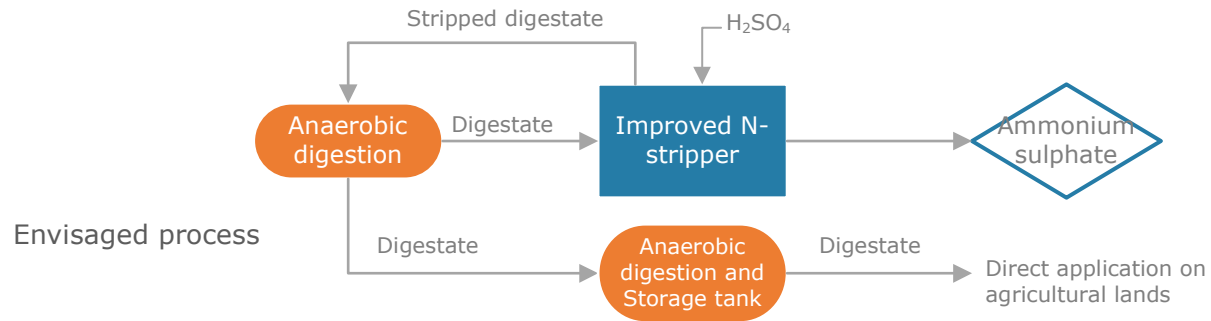 Stripped digestate
H₂SO₄
Anaerobic
digestion
Digestate
Improved N-
stripper
Ammonium
sulphate
Envisaged process
Digestate
Anaerobic
digestion and
Storage tank
Digestate
Direct application on
agricultural lands